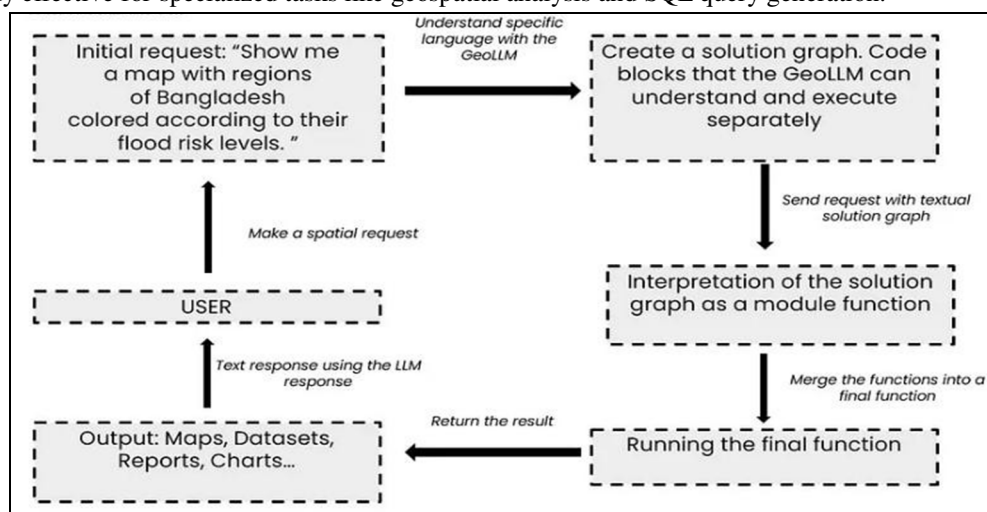 effective for specialized tasks like geospatial analysis and SQL query generation.
Initial request: “Show me
a map with regions
of Bangladesh
colored according to their
flood risk levels. ”
Understand specific
language with the
GeoLLM
Create a solution graph. Code
blocks that the GeoLLM can
understand and execute
separately
Send request with textual
solution graph
Make a spatial request
Interpretation of the solution
graph as a module function
USER
Text response using the LLM
response
Merge the functions into a
final function
Return the result
Output: Maps, Datasets,
Reports, Charts...
Running the final function